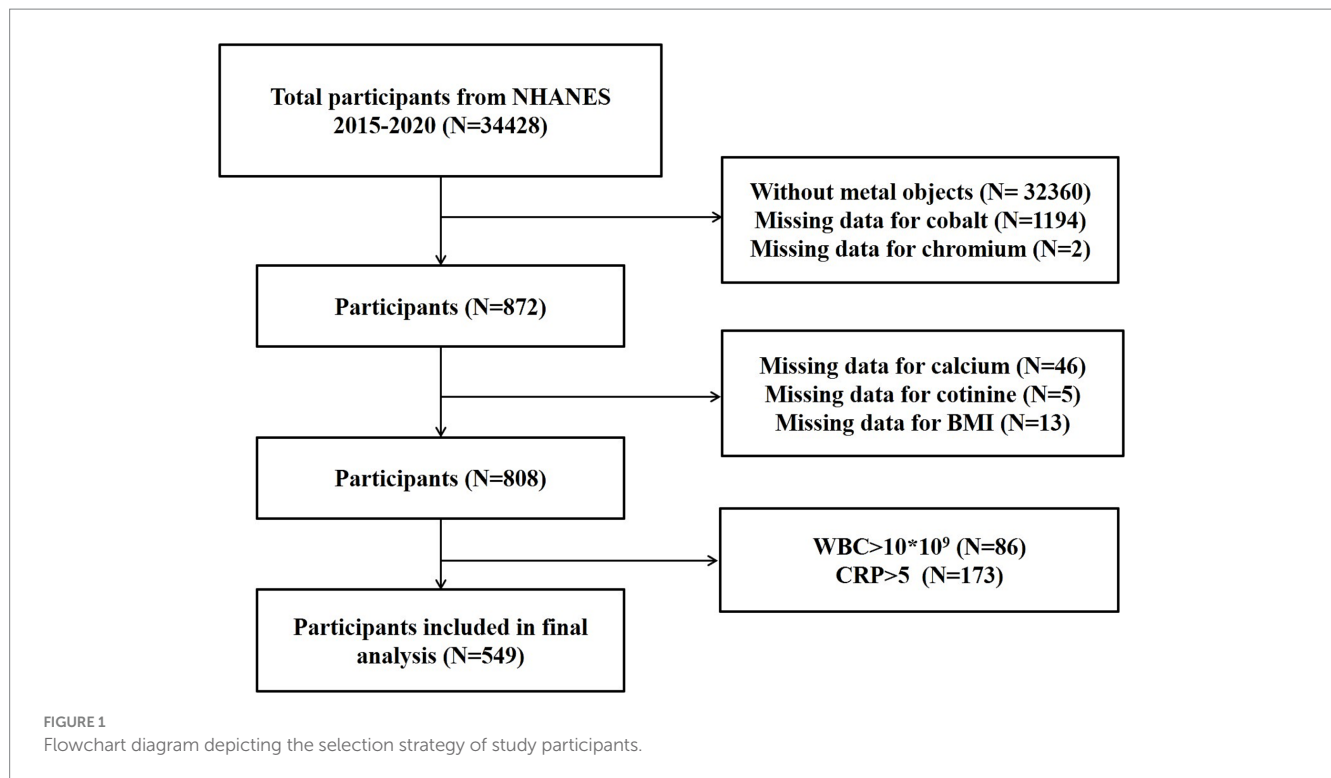 Total participants from NHANES
2015-2020 (N=34428)
Without metal objects (N= 32360)
Missing data for cobalt (N=1194)
Missing data for chromium (N=2)
Participants (N=872)
Missing data for calcium (N=46)
Missing data for cotinine (N=5)
Missing data for BMI (N=13)
Participants (N=808)
WBC>10*10⁹ (N=86)
CRP>5 (N=173)
Participants included in final
analysis (N=549)
FIGURE 1
Flowchart diagram depicting the selection strategy of study participants.